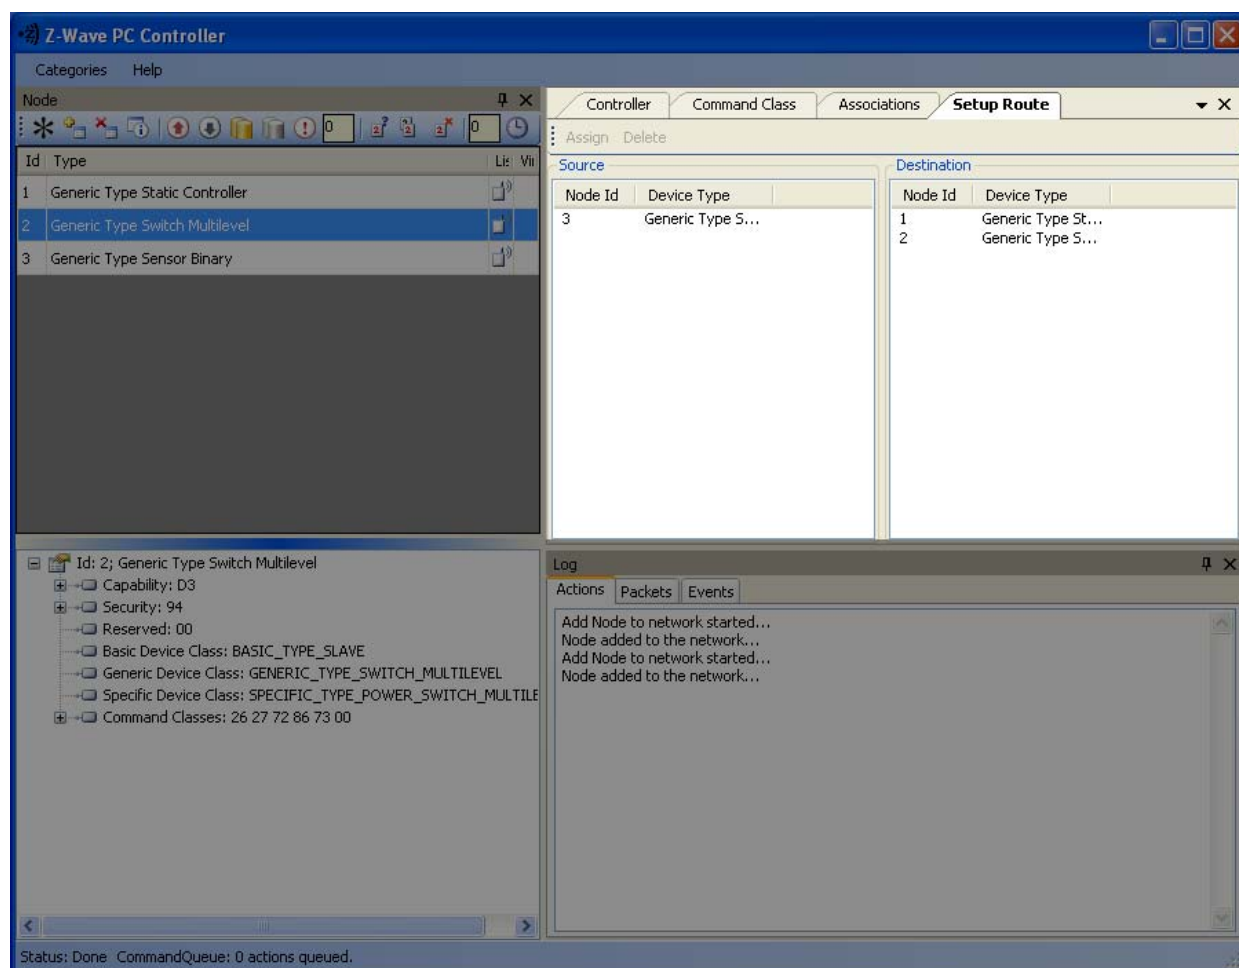 Z-Wave PC Controller
Categories Help
Node
0 0
Id Type Lis Vii
1 Generic Type Static Controller
2 Generic Type Switch Multilevel
3 Generic Type Sensor Binary
Controller Command Class Associations Setup Route
Assign Delete
Source
Node Id Device Type
3 Generic Type S...
Destination
Node Id Device Type
1 Generic Type St...
2 Generic Type S...
Id: 2; Generic Type Switch Multilevel
Capability: D3
Security: 94
Reserved: 00
Basic Device Class: BASIC_TYPE_SLAVE
Generic Device Class: GENERIC_TYPE_SWITCH_MULTILEVEL
Specific Device Class: SPECIFIC_TYPE_POWER_SWITCH_MULTILE
Command Classes: 26 27 72 86 73 00
Log
Actions Packets Events
Add Node to network started...
Node added to the network...
Add Node to network started...
Node added to the network...
Status: Done CommandQueue: 0 actions queued.